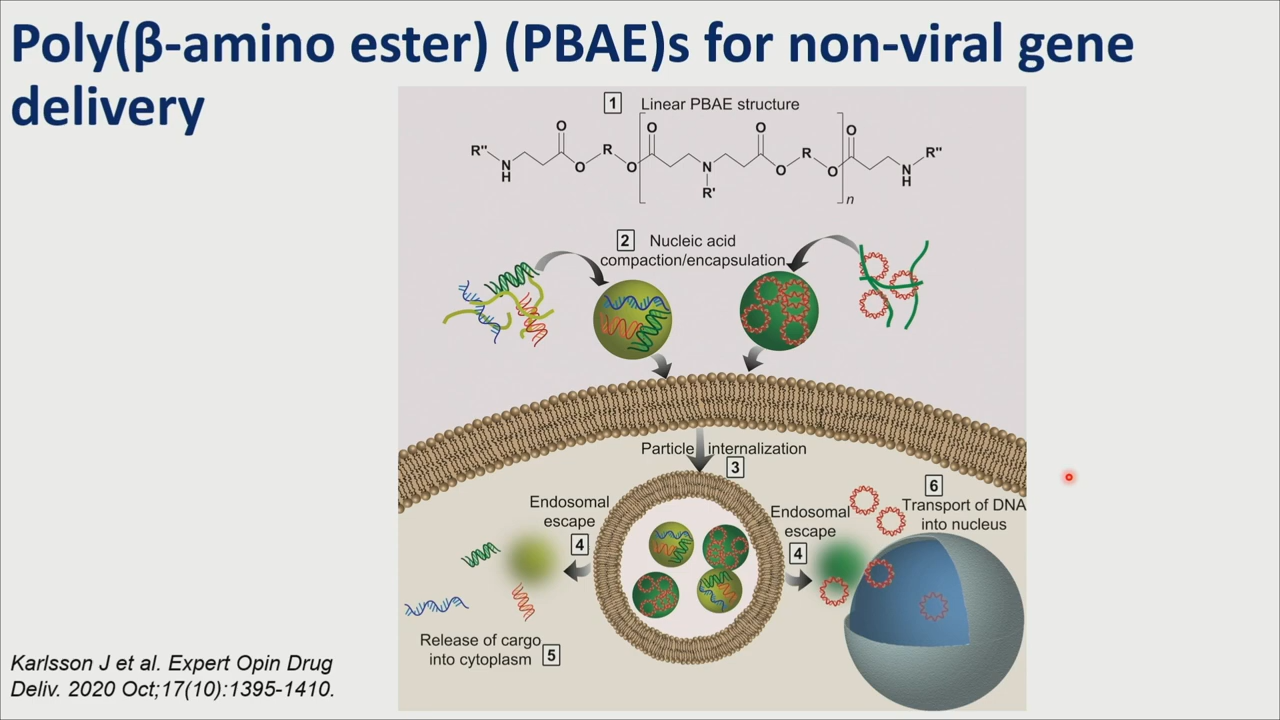 Poly(β-amino ester) (PBAE)s for non-viral gene
delivery
1 Linear PBAE structure
O O O O
R" R R R"
N O O N O O N
H R' H
n
2 Nucleic acid
compaction/encapsulation
Particle internalization
3
Endosomal
escape
4
Endosomal
escape
4
6
Transport of DNA
into nucleus
Release of cargo
into cytoplasm 5
Karlsson J et al. Expert Opin Drug
Deliv. 2020 Oct;17(10):1395-1410.